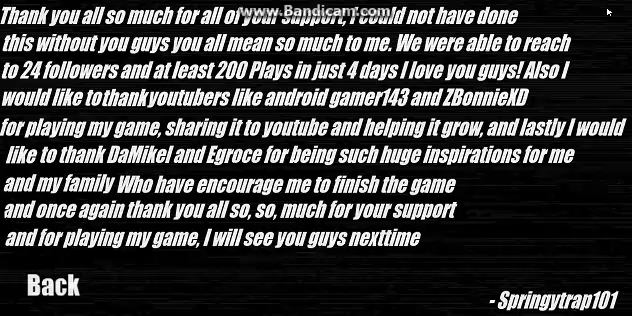 www.Bandicam.com
Thank you all so much for all of your support, I could not have done
this without you guys you all mean so much to me. We were able to reach
to 24 followers and at least 200 Plays in just 4 days I love you guys! Also I
would like to thank youtubers like android gamer143 and ZBonnieXD
for playing my game, sharing it to youtube and helping it grow, and lastly I would
like to thank DaMikel and Egroce for being such huge inspirations for me
and my family Who have encourage me to finish the game
and once again thank you all so, so, much for your support
and for playing my game, I will see you guys nexttime
Back
- Springytrap101